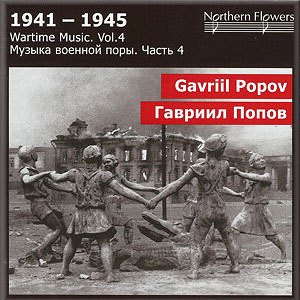 1941 – 1945
Wartime Music. Vol.4
Музыка военной поры. Часть 4
Northern Flowers
Gavriil Popov
Гавриил Попов